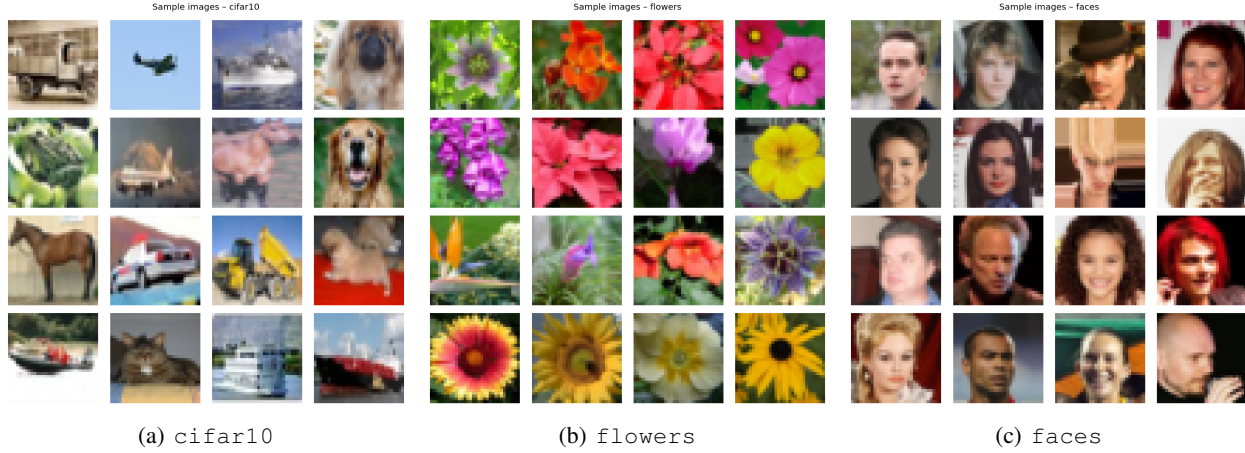 Sample images – cifar10
Sample images – flowers
Sample images – faces
(a) cifar10
(b) flowers
(c) faces